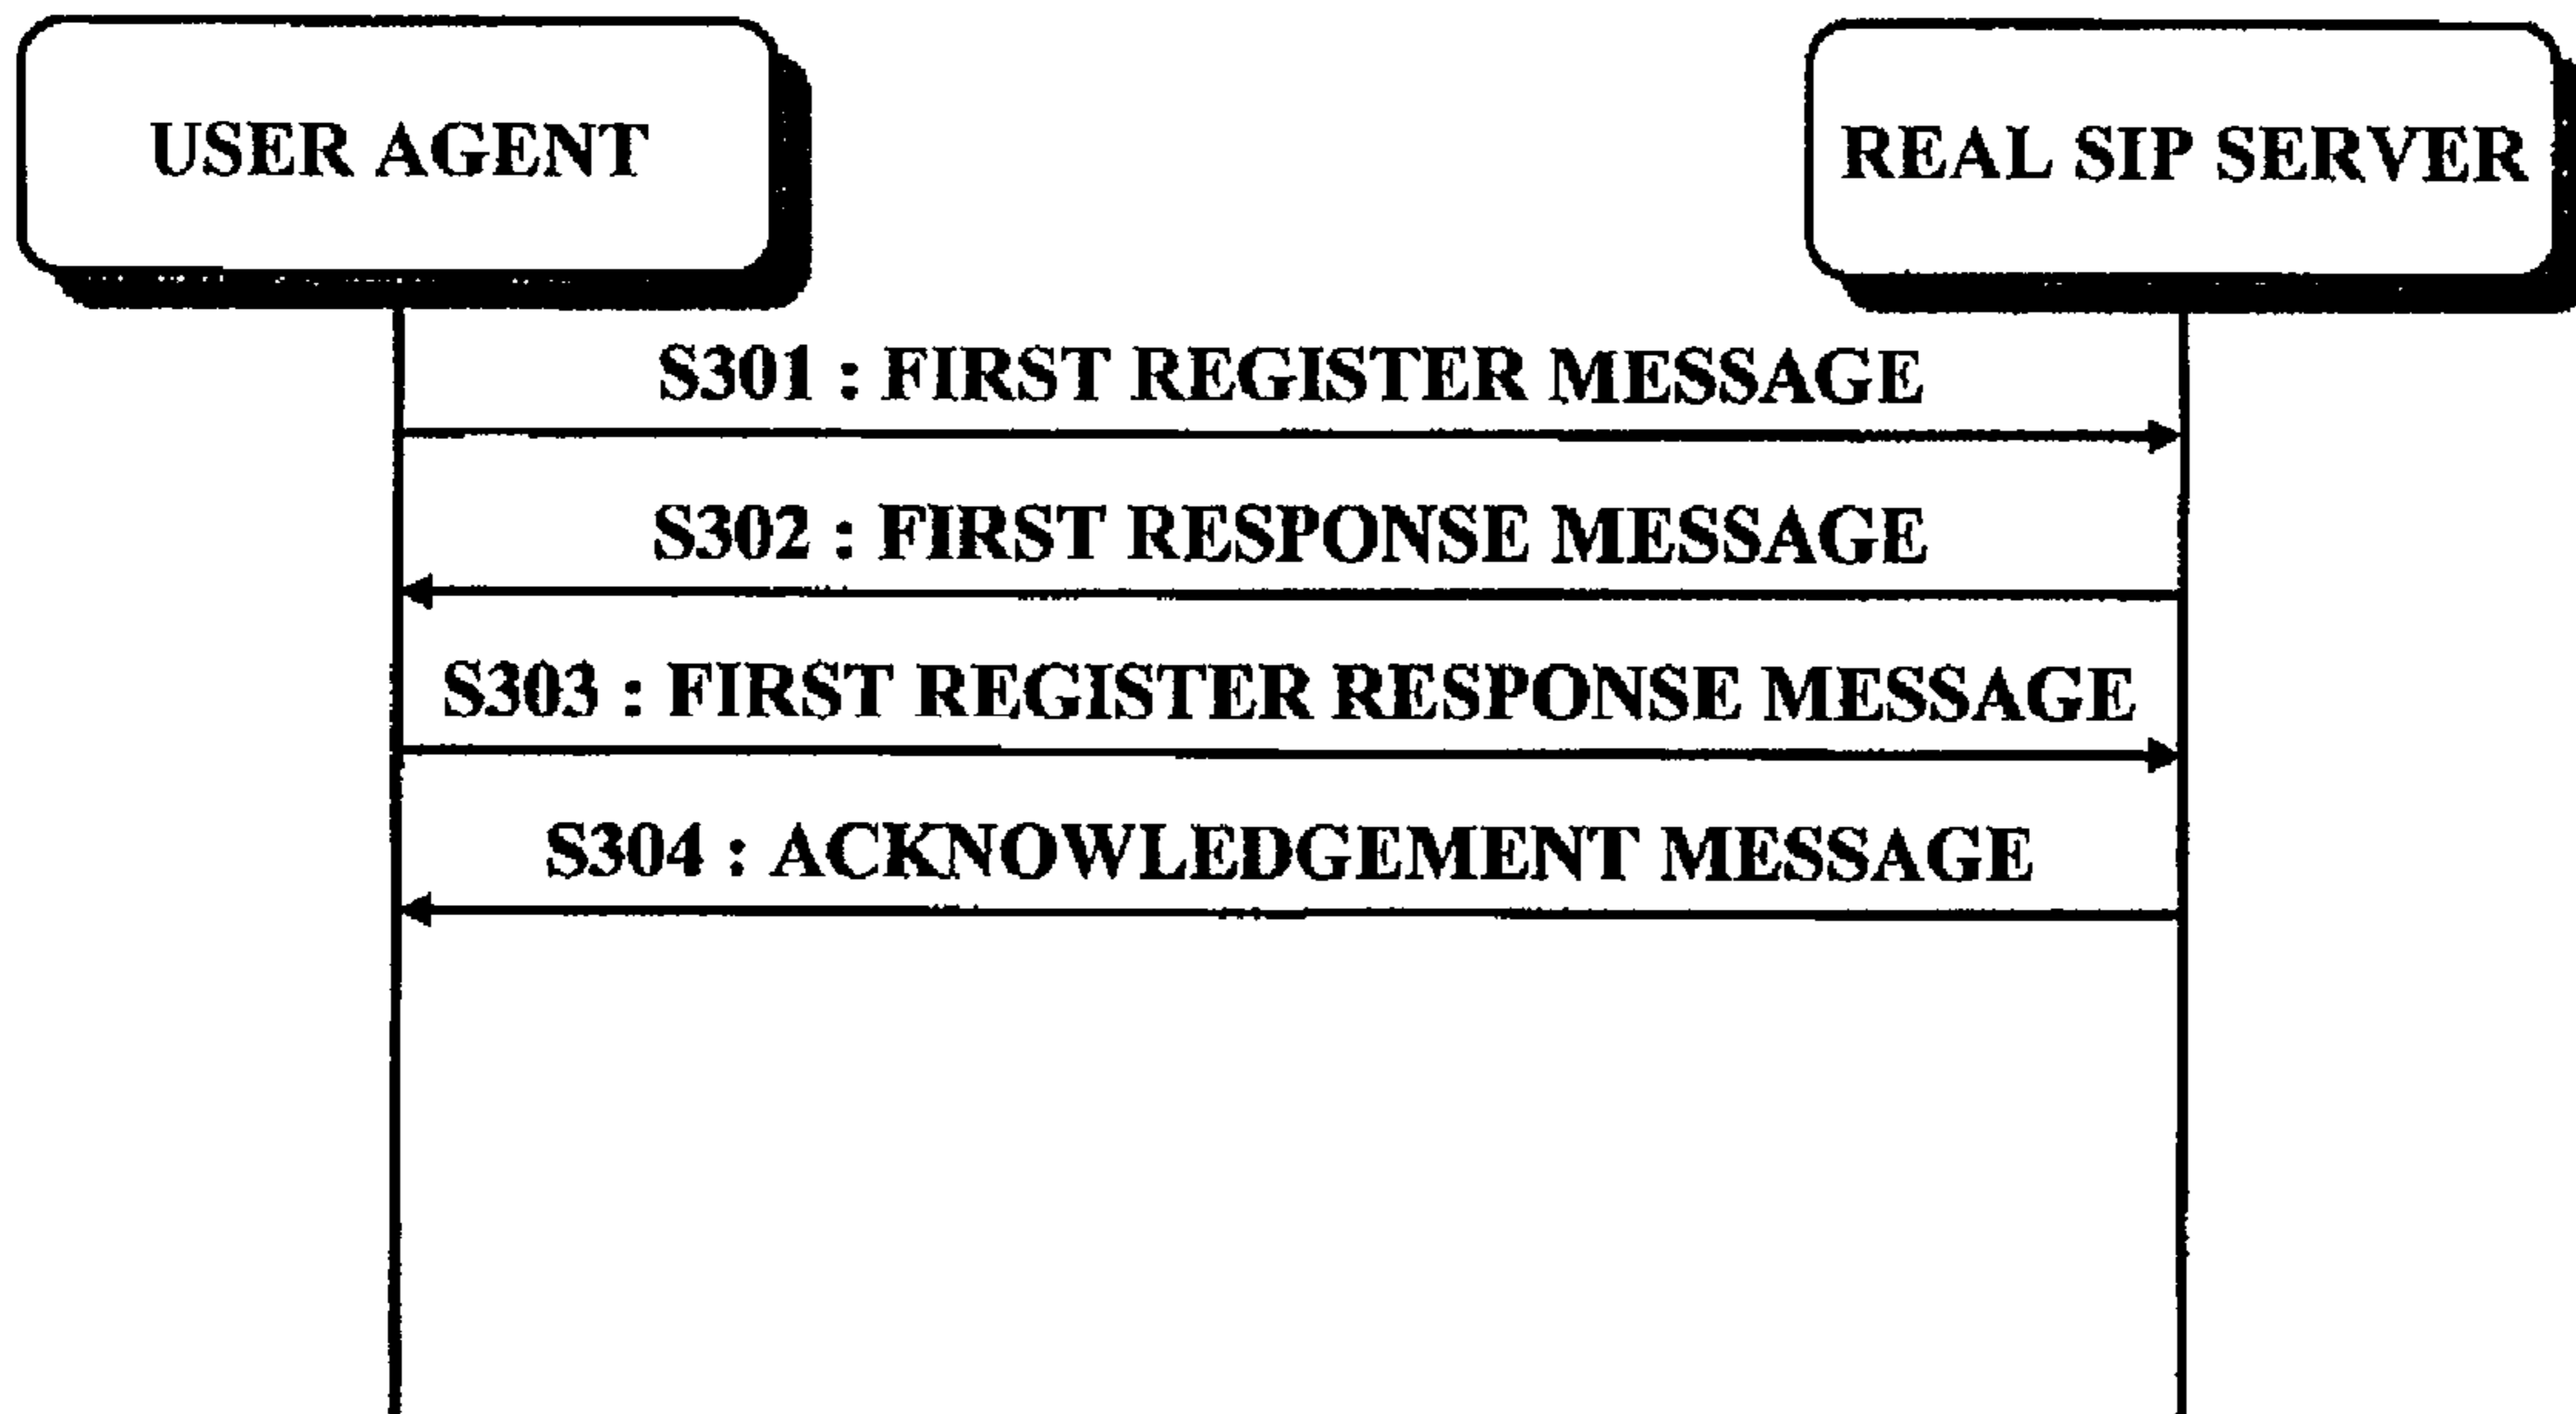 USER AGENT
REAL SIP SERVER
S301 : FIRST REGISTER MESSAGE
S302 : FIRST RESPONSE MESSAGE
S303 : FIRST REGISTER RESPONSE MESSAGE
S304 : ACKNOWLEDGEMENT MESSAGE